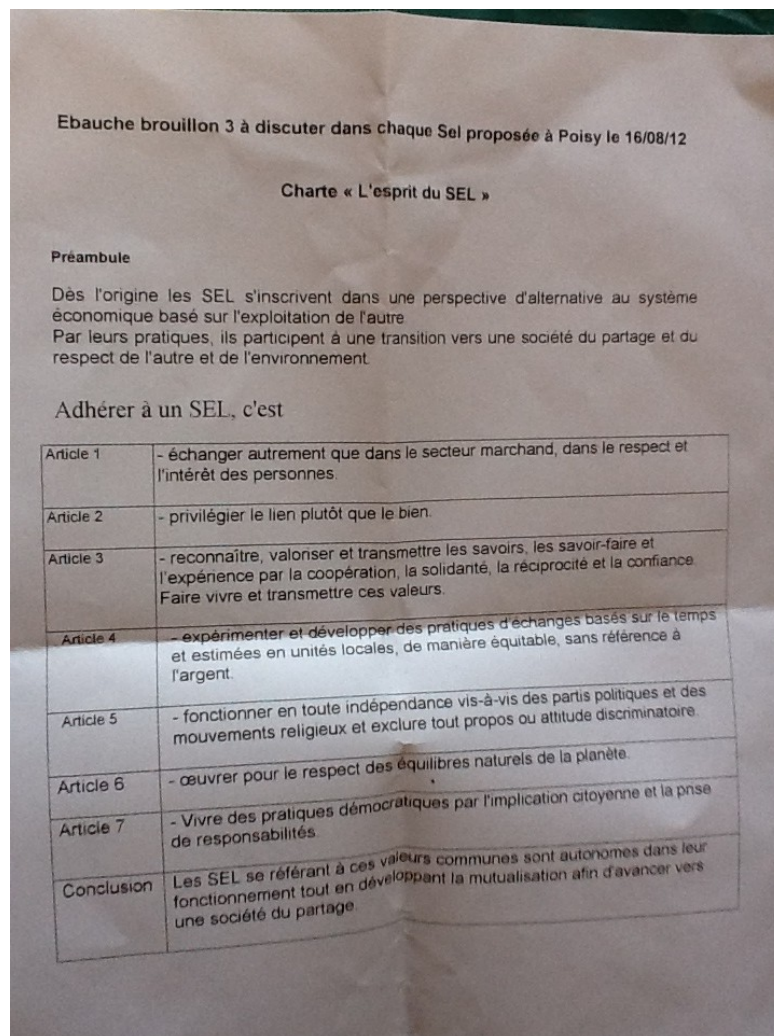 Ebauche brouillon 3 à discuter dans chaque Sel proposée à Poisy le 16/08/12
Charte « L'esprit du SEL »
Préambule
Dès l'origine les SEL s'inscrivent dans une perspective d'alternative au système
économique basé sur l'exploitation de l'autre
Par leurs pratiques, ils participent à une transition vers une société du partage et du
respect de l'autre et de l'environnement.
Adhérer à un SEL, c'est
Article 1
- échanger autrement que dans le secteur marchand, dans le respect et
l'intérêt des personnes.
Article 2
- privilégier le lien plutôt que le bien.
Article 3
- reconnaître, valoriser et transmettre les savoirs, les savoir-faire et
l'expérience par la coopération, la solidarité, la réciprocité et la confiance.
Faire vivre et transmettre ces valeurs.
Article 4
- expérimenter et développer des pratiques d'échanges basés sur le temps
et estimées en unités locales, de manière équitable, sans référence à
l'argent.
Article 5
- fonctionner en toute indépendance vis-à-vis des partis politiques et des
mouvements religieux et exclure tout propos ou attitude discriminatoire.
Article 6
- œuvrer pour le respect des équilibres naturels de la planète.
Article 7
- Vivre des pratiques démocratiques par l'implication citoyenne et la prise
de responsabilités.
Conclusion
Les SEL se référant à ces valeurs communes sont autonomes dans leur
fonctionnement tout en développant la mutualisation afin d'avancer vers
une société du partage.